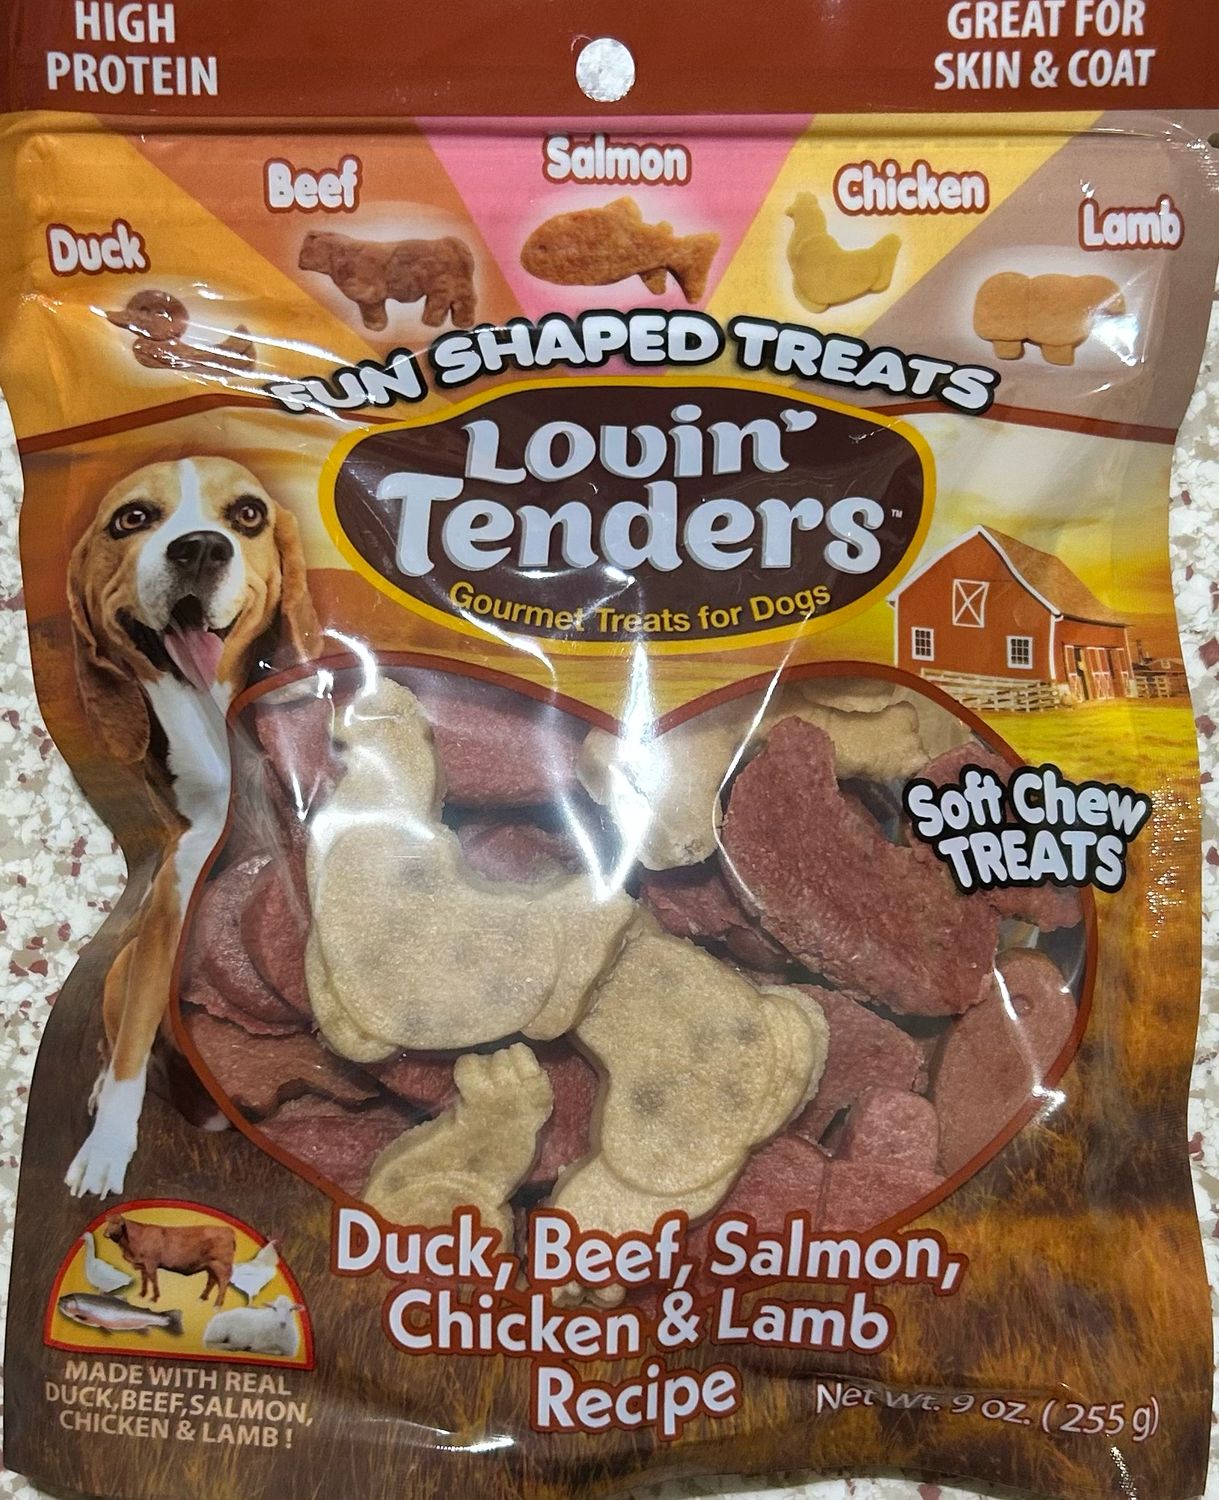 HIGH
PROTEIN
GREAT FOR
SKIN & COAT
Duck
Beef
Salmon
Chicken
Lamb
FUN SHAPED TREATS
Lovin'
Tenders™
Gourmet Treats for Dogs
Soft Chew
TREATS
Duck, Beef, Salmon,
Chicken & Lamb
Recipe
MADE WITH REAL
DUCK,BEEF,SALMON,
CHICKEN & LAMB!
Net wt. 9 oz. (255 g)